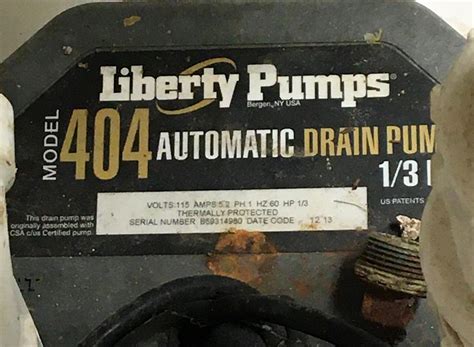 Liberty Pumps®
Bergen, NY USA
MODEL 404 AUTOMATIC DRAIN PUM
1/3 H
US PATENTS
VOLTS:115 AMPS:5.2 PH:1 HZ:60 HP 1/3
THERMALLY PROTECTED
SERIAL NUMBER B59314980 DATE CODE 12 13
This drain pump was
originally assembled with
CSA c/us Certified pump.